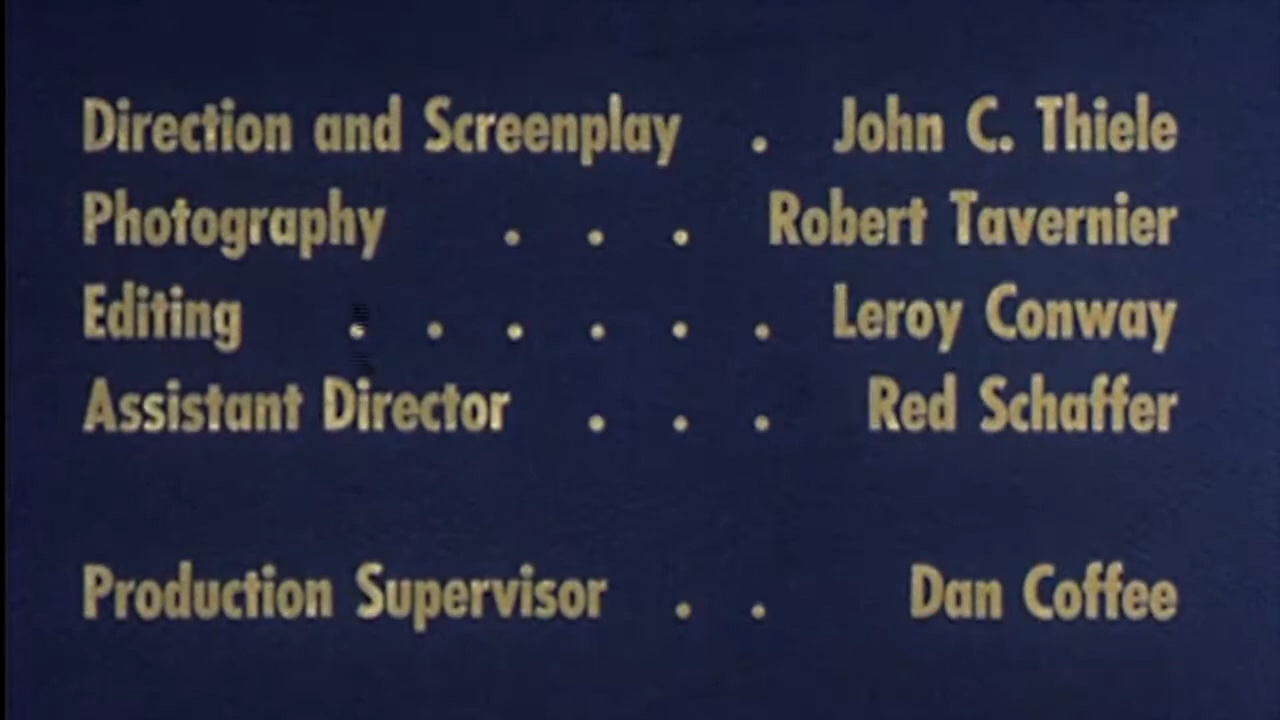 Direction and Screenplay . John C. Thiele
Photography . . . Robert Tavernier
Editing . . . . . . Leroy Conway
Assistant Director . . . Red Schaffer
Production Supervisor . . Dan Coffee